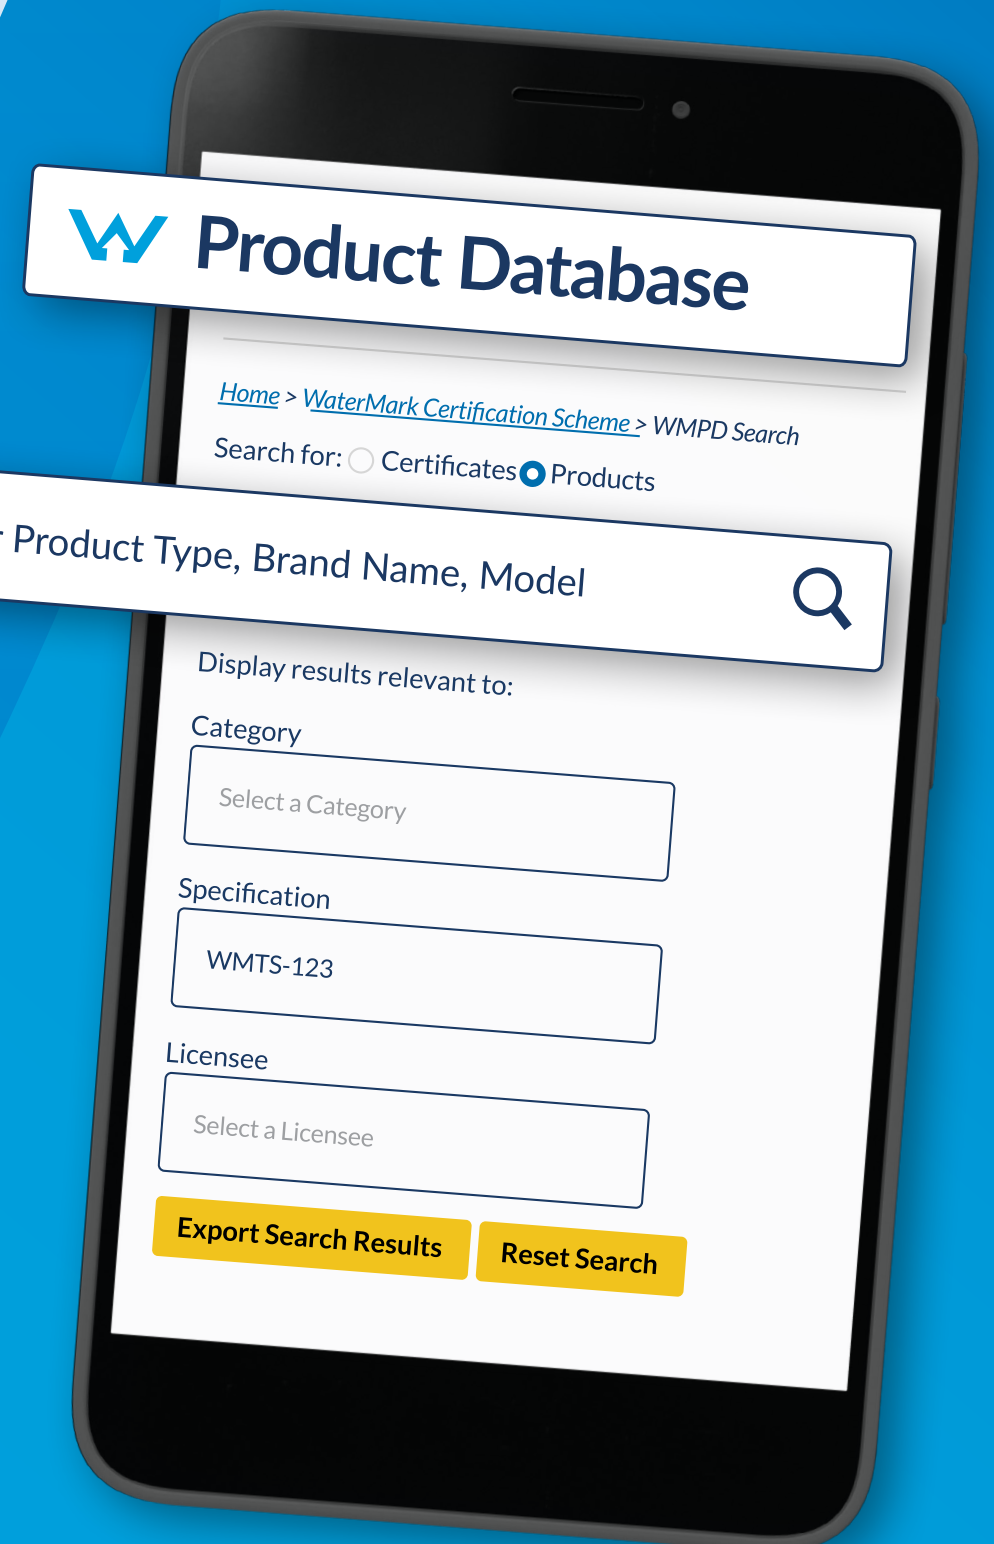 Product Database
Home > WaterMark Certification Scheme > WMPD Search
Search for: Certificates Products
Product Type, Brand Name, Model
Display results relevant to:
Category
Select a Category
Specification
WMTS-123
Licensee
Select a Licensee
Export Search Results Reset Search